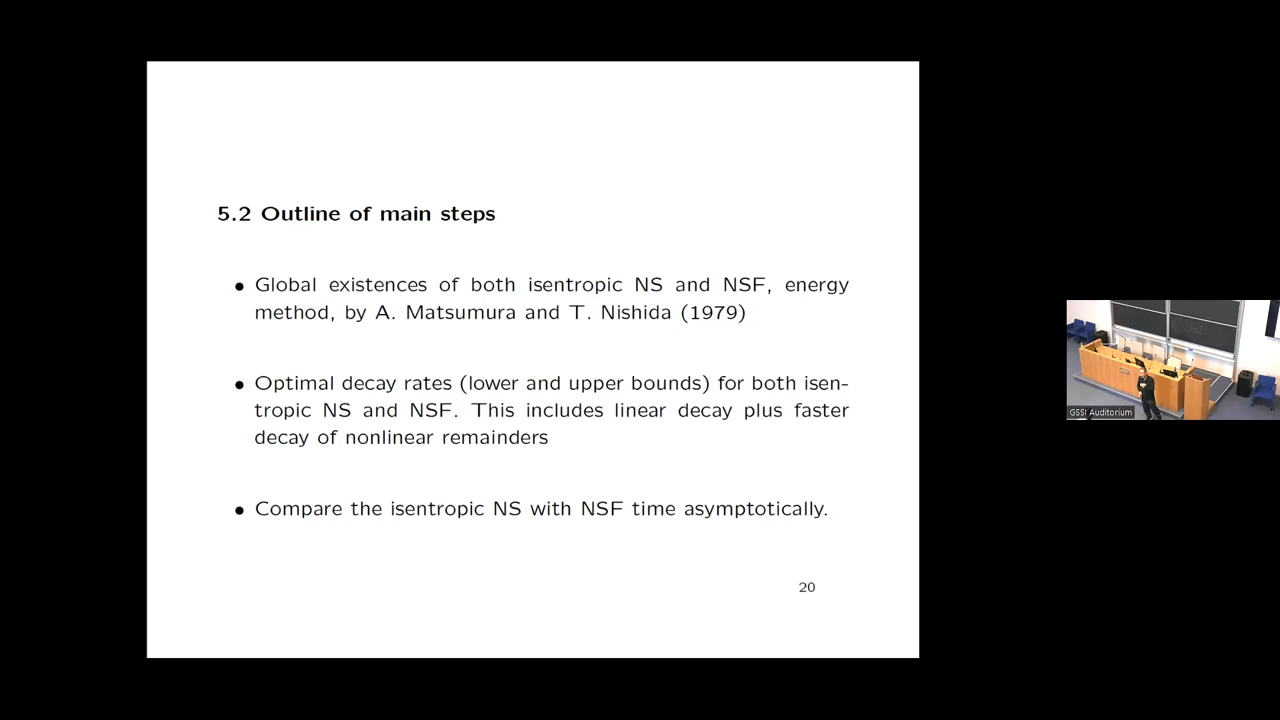 5.2 Outline of main steps
• Global existences of both isentropic NS and NSF, energy
method, by A. Matsumura and T. Nishida (1979)
• Optimal decay rates (lower and upper bounds) for both isen-
tropic NS and NSF. This includes linear decay plus faster
decay of nonlinear remainders
• Compare the isentropic NS with NSF time asymptotically.
20
GSSI Auditorium